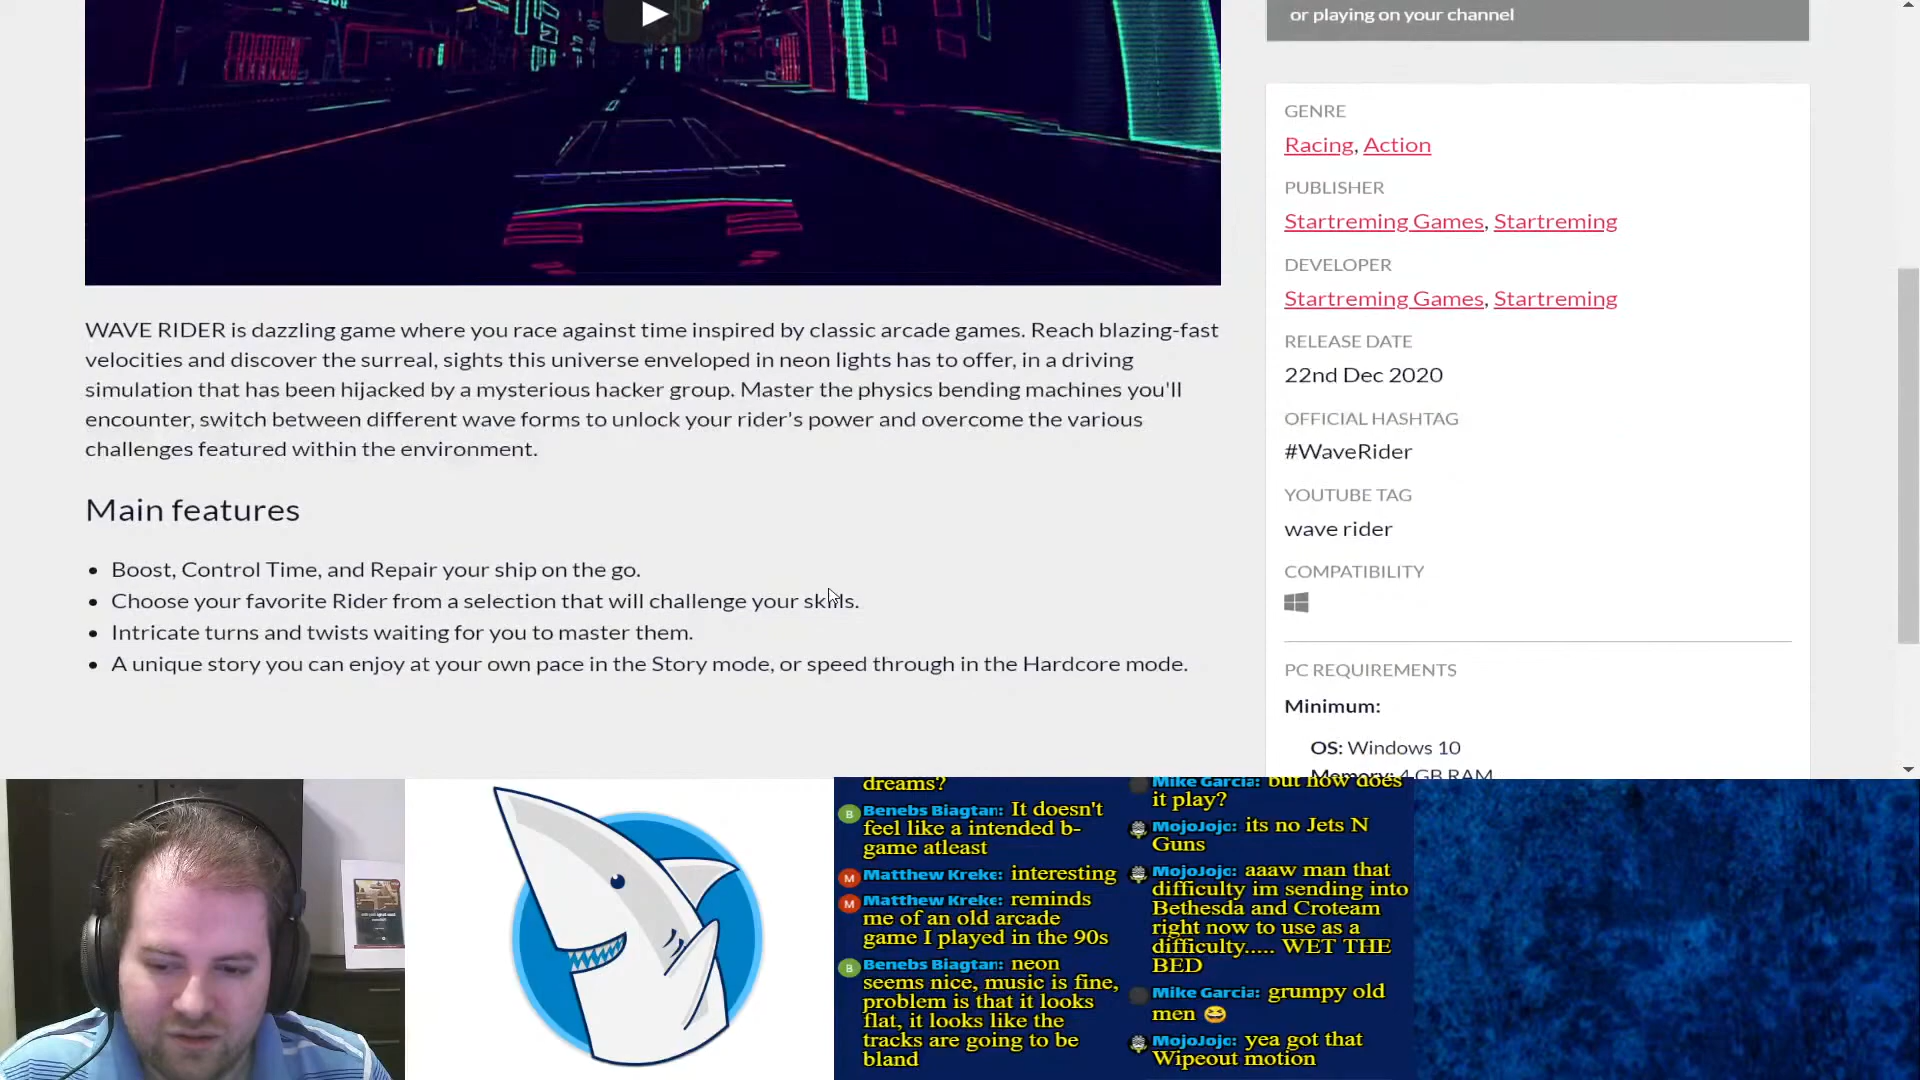 or playing on your channel
WAVE RIDER is dazzling game where you race against time inspired by classic arcade games. Reach blazing-fast
velocities and discover the surreal, sights this universe enveloped in neon lights has to offer, in a driving
simulation that has been hijacked by a mysterious hacker group. Master the physics bending machines you'll
encounter, switch between different wave forms to unlock your rider's power and overcome the various
challenges featured within the environment.
Main features
• Boost, Control Time, and Repair your ship on the go.
• Choose your favorite Rider from a selection that will challenge your skills.
• Intricate turns and twists waiting for you to master them.
• A unique story you can enjoy at your own pace in the Story mode, or speed through in the Hardcore mode.
GENRE
Racing, Action
PUBLISHER
Startreming Games, Startreming
DEVELOPER
Startreming Games, Startreming
RELEASE DATE
22nd Dec 2020
OFFICIAL HASHTAG
#WaveRider
YOUTUBE TAG
wave rider
COMPATIBILITY
PC REQUIREMENTS
Minimum:
OS: Windows 10
Memory: 4 GB RAM
dreams?
B Benebs Biagtan: It doesn't
feel like a intended b-
game atleast
M Matthew Kreke: interesting
M Matthew Kreke: reminds
me of an old arcade
game I played in the 90s
B Benebs Biagtan: neon
seems nice, music is fine,
problem is that it looks
flat, it looks like the
tracks are going to be
bland
Mike Garcia: but how does
it play?
MojoJojo: its no Jets N
Guns
MojoJojo: aaaw man that
difficulty im sending into
Bethesda and Croteam
right now to use as a
difficulty..... WET THE
BED
Mike Garcia: grumpy old
men 😆
MojoJojo: yea got that
Wipeout motion